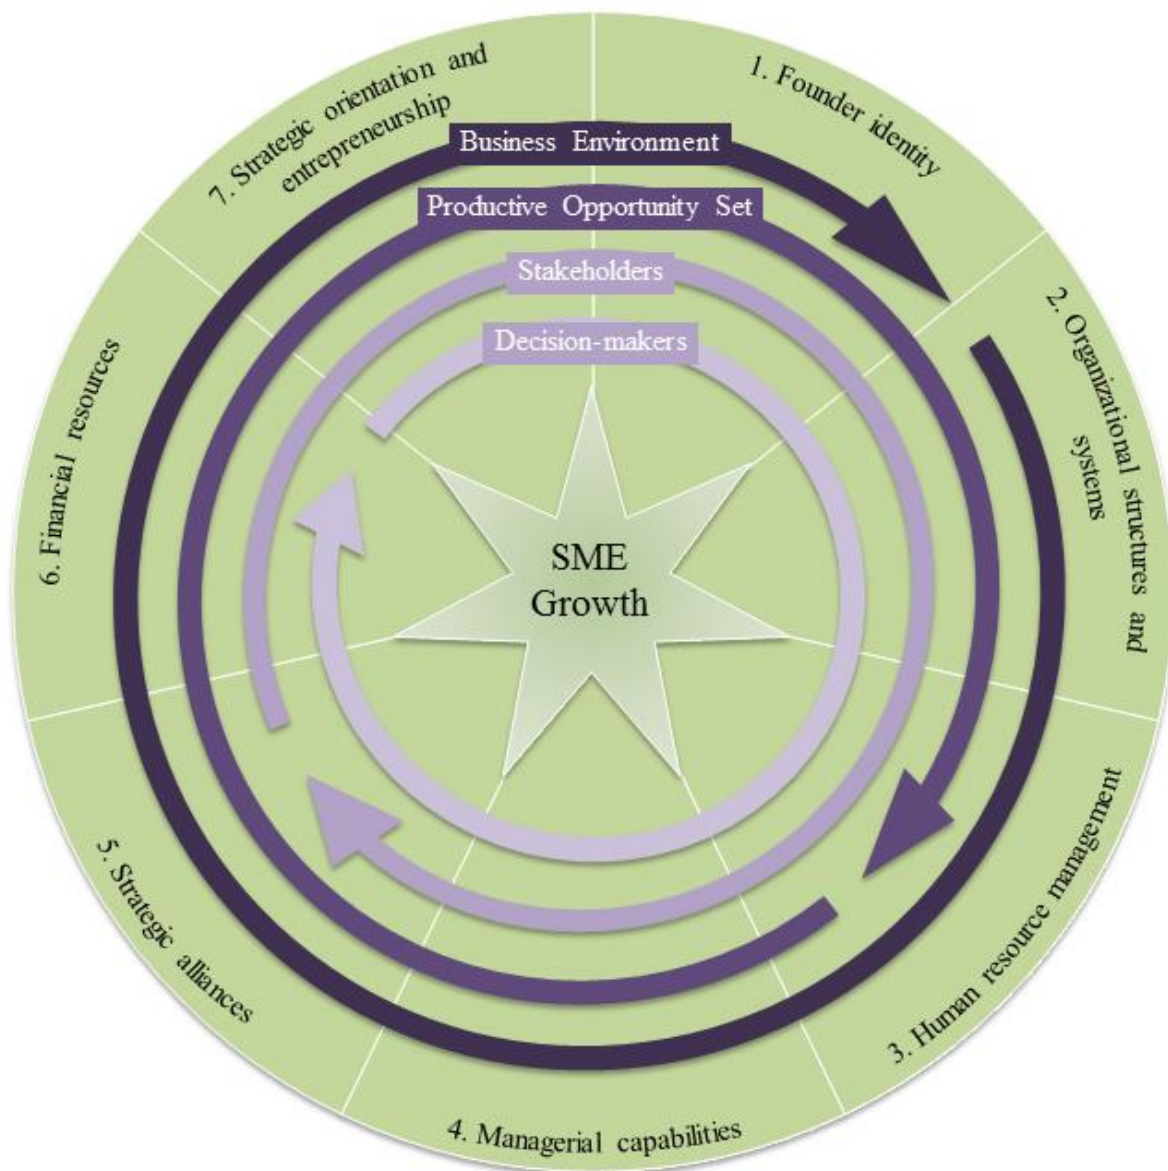 1. Founder identity
2. Organizational structures and
systems
3. Human resource management
4. Managerial capabilities
5. Strategic alliances
6. Financial resources
7. Strategic orientation and
entrepreneurship
Business Environment
Productive Opportunity Set
Stakeholders
Decision-makers
SME
Growth